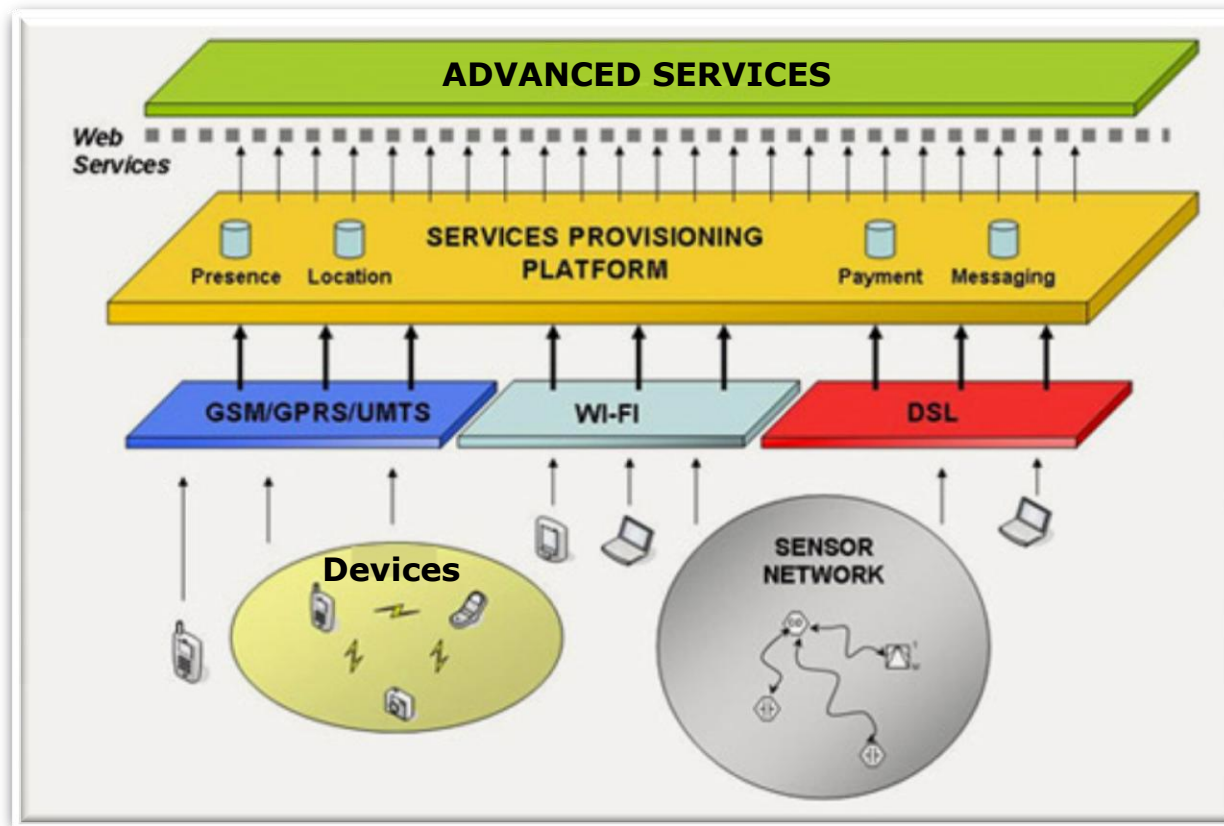 ADVANCED SERVICES
Web
Services
SERVICES PROVISIONING
PLATFORM
Presence
Location
Payment
Messaging
GSM/GPRS/UMTS
WI-FI
DSL
Devices
SENSOR
NETWORK